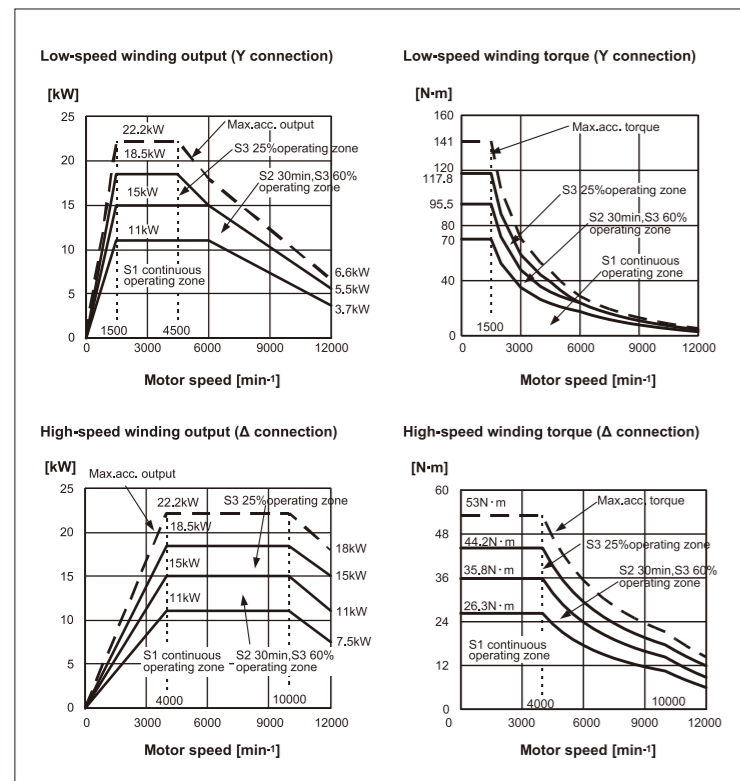 Low-speed winding output (Y connection)
[kW]
25
20
15
10
5
0
22.2kW
18.5kW
15kW
11kW
Max.acc. output
S3 25%operating zone
S2 30min,S3 60%
operating zone
S1 continuous
operating zone
6.6kW
5.5kW
3.7kW
1500
4500
0
3000
6000
9000
12000
Motor speed [min-1]
Low-speed winding torque (Y connection)
[N·m]
160
141
120
117.8
95.5
80
70
40
0
Max.acc. torque
S3 25%operating zone
S2 30min,S3 60%
operating zone
S1 continuous
operating zone
1500
0
3000
6000
9000
12000
Motor speed [min-1]
High-speed winding output (Δ connection)
[kW]
Max.acc. output
25
20
15
10
5
0
22.2kW
18.5kW
15kW
11kW
S3 25%operating zone
S1 continuous
operating zone
S2 30min,S3 60%
operating zone
18kW
15kW
11kW
7.5kW
4000
10000
0
3000
6000
9000
12000
Motor speed [min-1]
High-speed winding torque (Δ connection)
[N·m]
60
48
36
24
12
0
53N·m
44.2N·m
35.8N·m
26.3N·m
Max.acc. torque
S3 25%operating zone
S2 30min,S3 60%
operating zone
S1 continuous
operating zone
4000
10000
0
3000
6000
9000
12000
Motor speed [min-1]